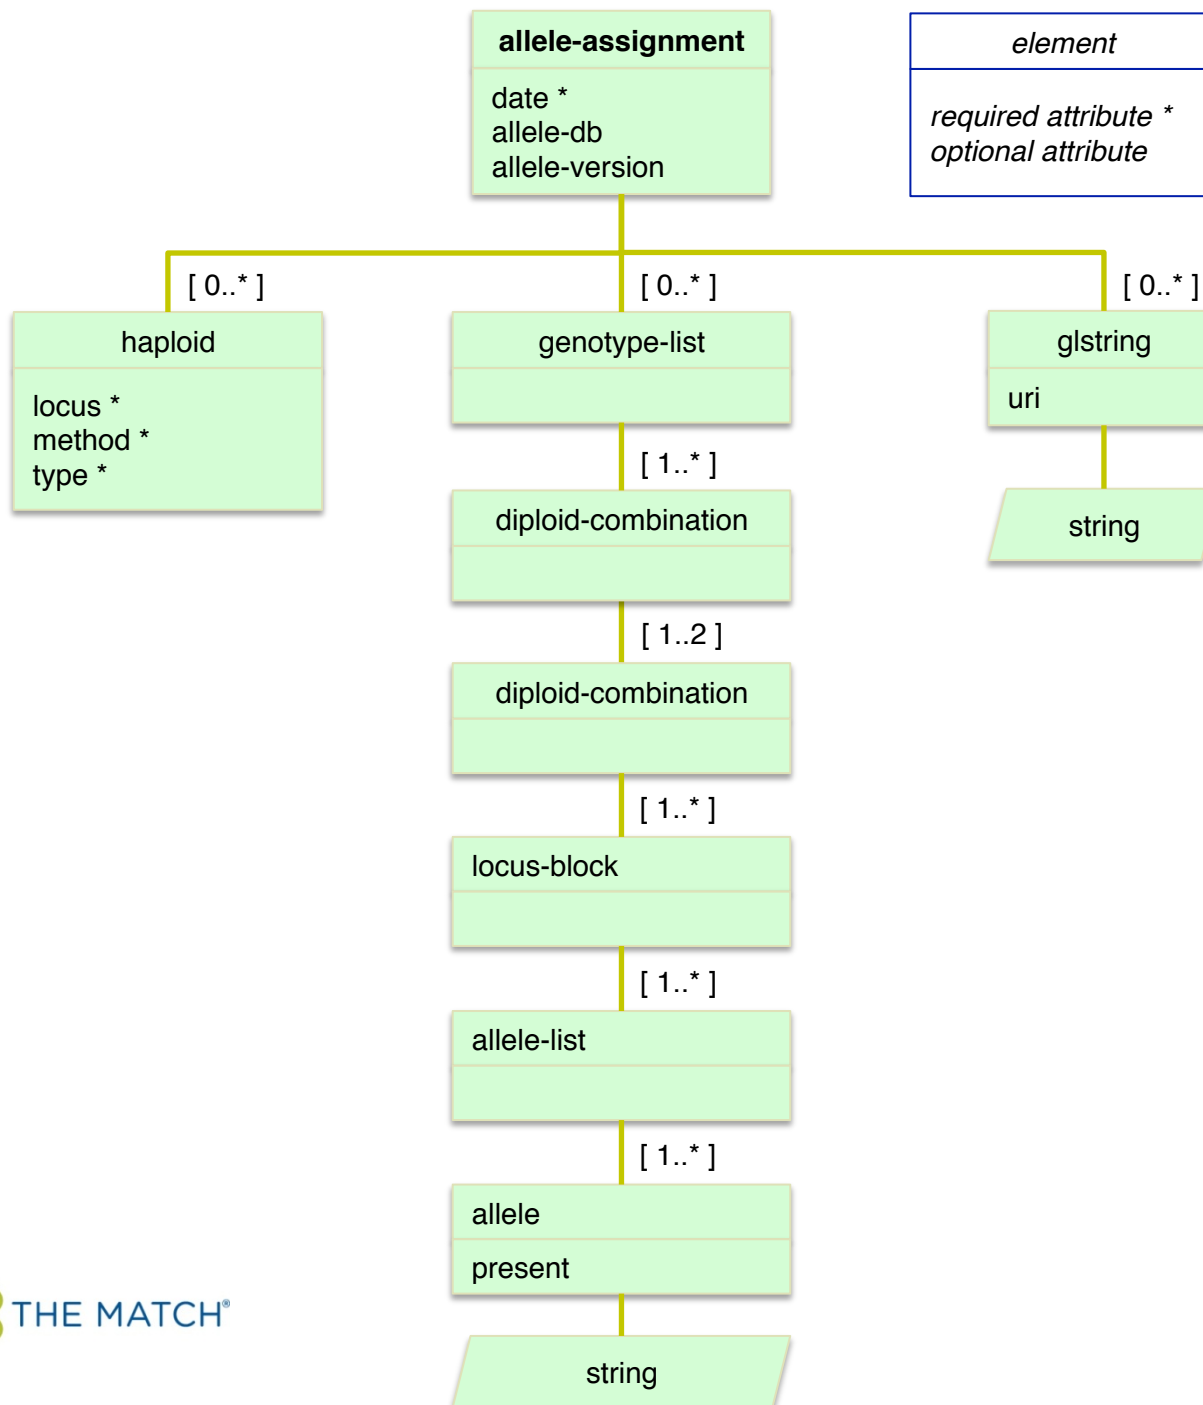 allele-assignment
date *
allele-db
allele-version
element
required attribute *
optional attribute
[ 0..* ]
[ 0..* ]
[ 0..* ]
haploid
locus *
method *
type *
genotype-list
glstring
uri
[ 1..* ]
string
diploid-combination
[ 1..2 ]
diploid-combination
[ 1..* ]
locus-block
[ 1..* ]
allele-list
[ 1..* ]
allele
present
string
THE MATCH®